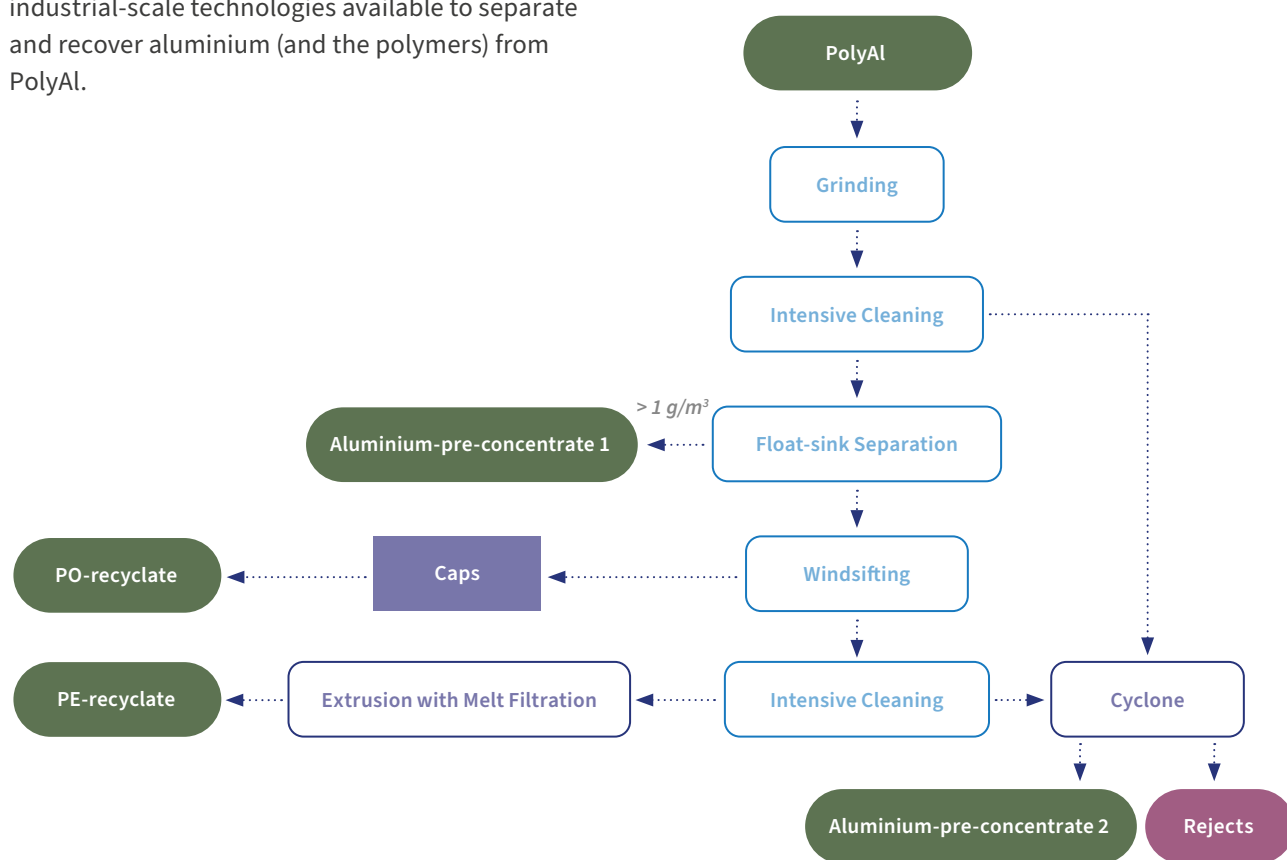 industrial-scale technologies available to separate
and recover aluminium (and the polymers) from
PolyAl.
PolyAl
Grinding
Intensive Cleaning
> 1 g/m³
Aluminium-pre-concentrate 1
Float-sink Separation
PO-recyclate
Caps
Windsifting
PE-recyclate
Extrusion with Melt Filtration
Intensive Cleaning
Cyclone
Aluminium-pre-concentrate 2
Rejects